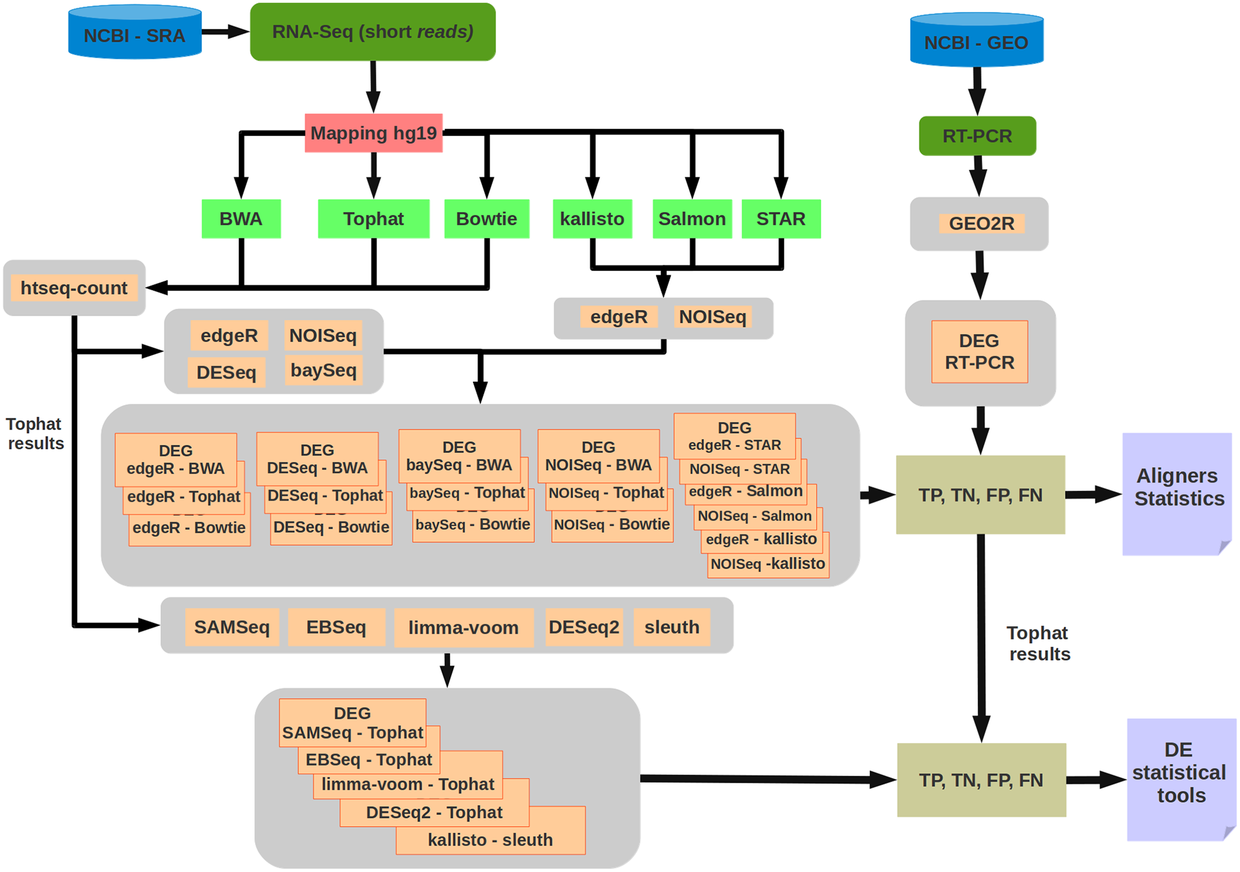 NCBI - SRA
RNA-Seq (short reads)
NCBI - GEO
Mapping hg19
RT-PCR
BWA
Tophat
Bowtie
kallisto
Salmon
STAR
GEO2R
htseq-count
edgeR
NOISeq
DESeq
baySeq
edgeR
NOISeq
DEG
RT-PCR
Tophat
results
DEG
edgeR - BWA
edgeR - Tophat
edgeR - Bowtie
DEG
DESeq - BWA
DESeq - Tophat
DESeq - Bowtie
DEG
baySeq - BWA
baySeq - Tophat
baySeq - Bowtie
DEG
NOISeq - BWA
NOISeq - Tophat
NOISeq - Bowtie
DEG
edgeR - STAR
NOISeq - STAR
edgeR - Salmon
NOISeq - Salmon
edgeR - kallisto
NOISeq -kallisto
TP, TN, FP, FN
Aligners
Statistics
SAMSeq
EBSeq
limma-voom
DESeq2
sleuth
Tophat
results
DEG
SAMSeq - Tophat
EBSeq - Tophat
limma-voom - Tophat
DESeq2 - Tophat
kallisto - sleuth
TP, TN, FP, FN
DE
statistical
tools